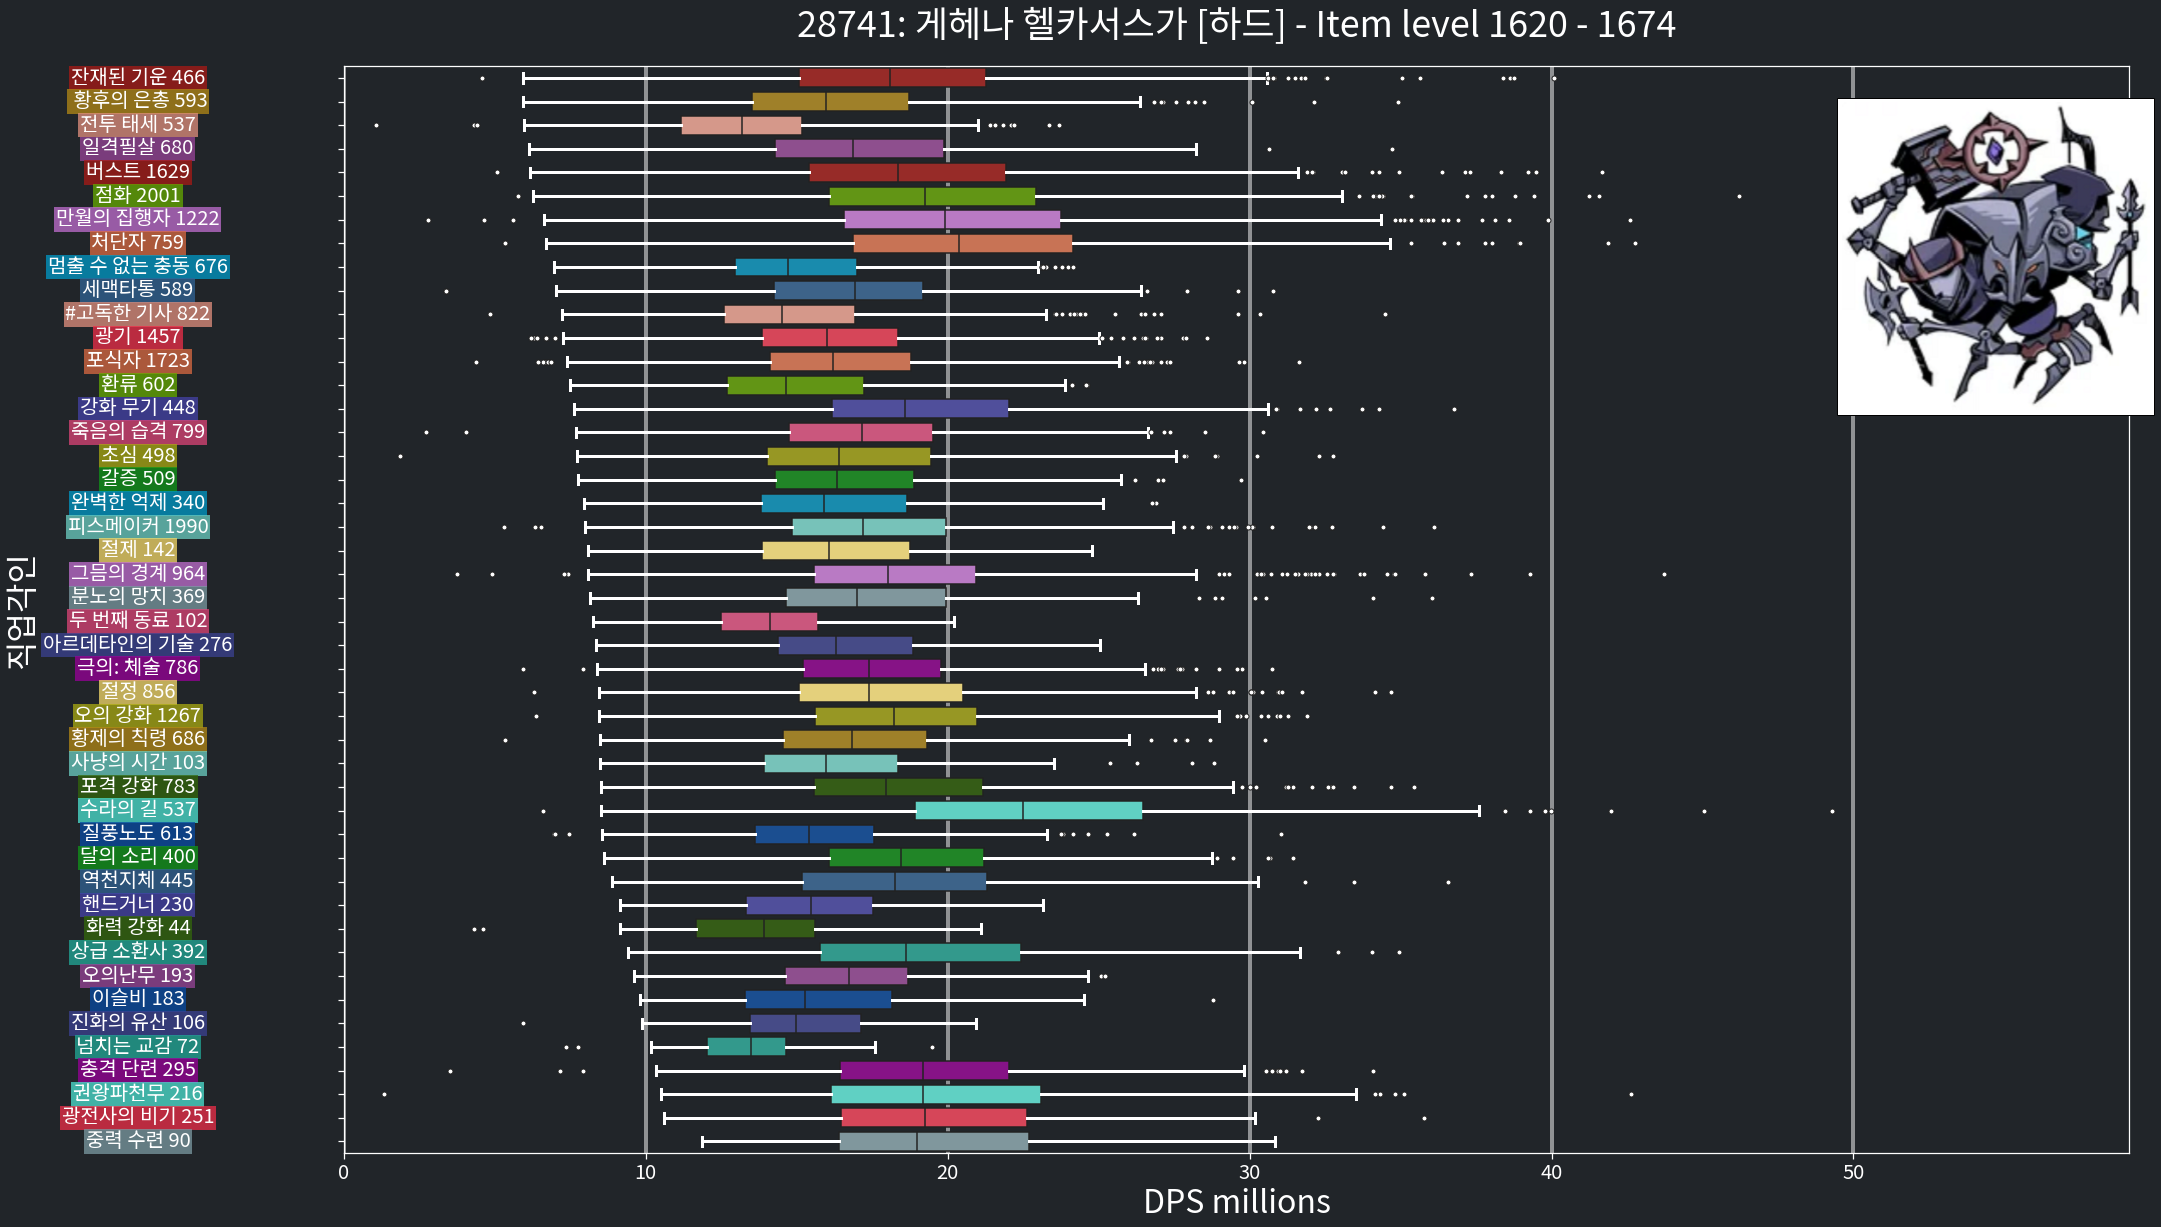 28741: 게헤나 헬카서스가 [하드] - Item level 1620 - 1674
잔재된 기운 466
황후의 은총 593
전투 태세 537
일격필살 680
버스트 1629
점화 2001
만월의 집행자 1222
처단자 759
멈출 수 없는 충동 676
세맥타통 589
#고독한 기사 822
광기 1457
포식자 1723
환류 602
강화 무기 448
죽음의 습격 799
초심 498
갈증 509
완벽한 억제 340
피스메이커 1990
절제 142
그믐의 경계 964
분노의 망치 369
두 번째 동료 102
아르데타인의 기술 276
극의: 체술 786
절정 856
오의 강화 1267
황제의 칙령 686
사냥의 시간 103
포격 강화 783
수라의 길 537
질풍노도 613
달의 소리 400
역천지체 445
핸드거너 230
화력 강화 44
상급 소환사 392
오의난무 193
이슬비 183
진화의 유산 106
넘치는 교감 72
충격 단련 295
권왕파천무 216
광전사의 비기 251
중력 수련 90
직업각인
0 10 20 30 40 50
DPS millions